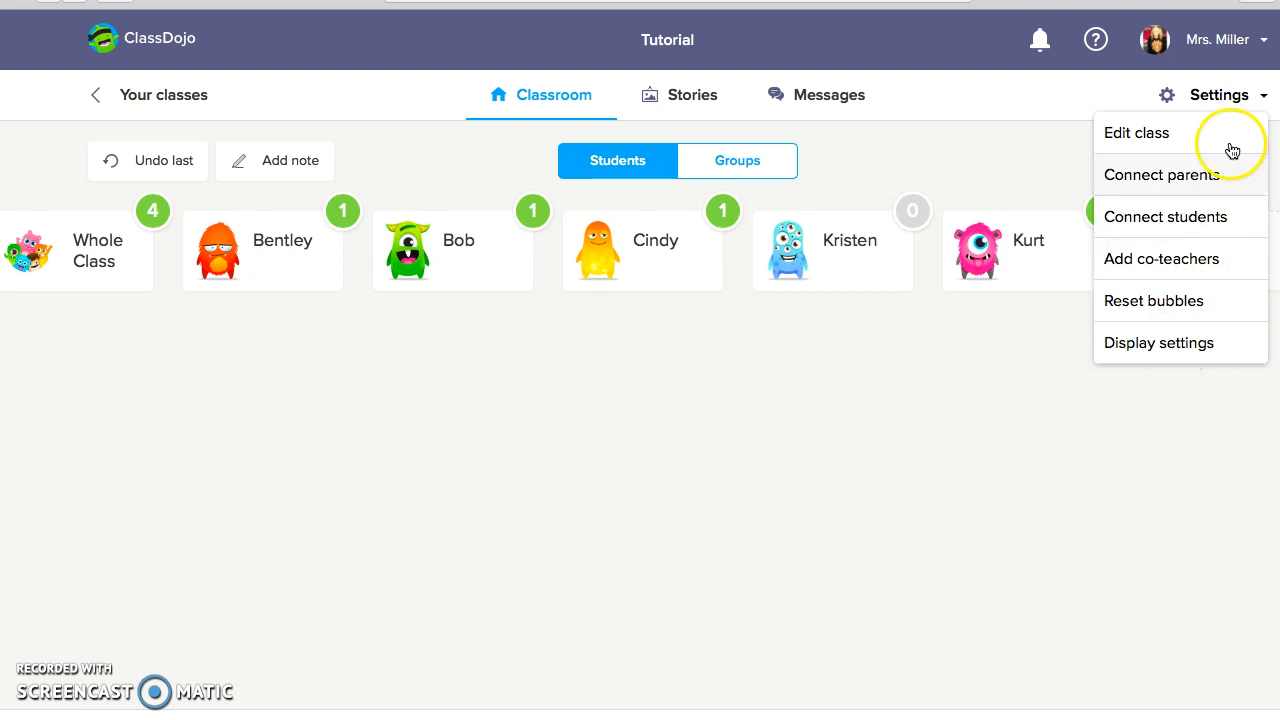 ClassDojo
Tutorial
Mrs. Miller
Your classes
Classroom
Stories
Messages
Settings
Edit class
Connect parents
Connect students
Add co-teachers
Reset bubbles
Display settings
Undo last
Add note
Students
Groups
4
Whole
Class
1
Bentley
1
Bob
1
Cindy
0
Kristen
Kurt
RECORDED WITH
SCREENCAST MATIC